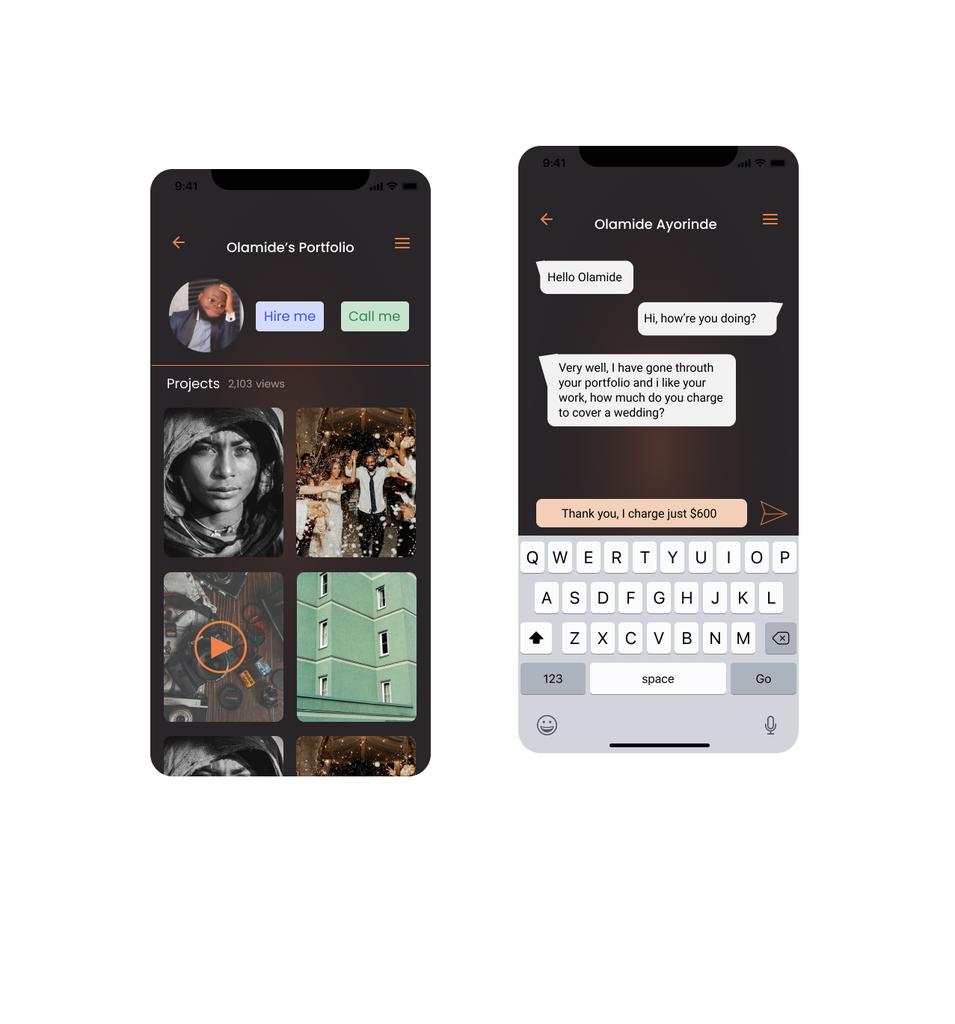 9:41
Olamide's Portfolio
Hire me
Call me
Projects 2,103 views
9:41
Olamide Ayorinde
Hello Olamide
Hi, how're you doing?
Very well, I have gone throuth
your portfolio and i like your
work, how much do you charge
to cover a wedding?
Thank you, I charge just $600
Q W E R T Y U I O P
A S D F G H J K L
Z X C V B N M
123 space Go